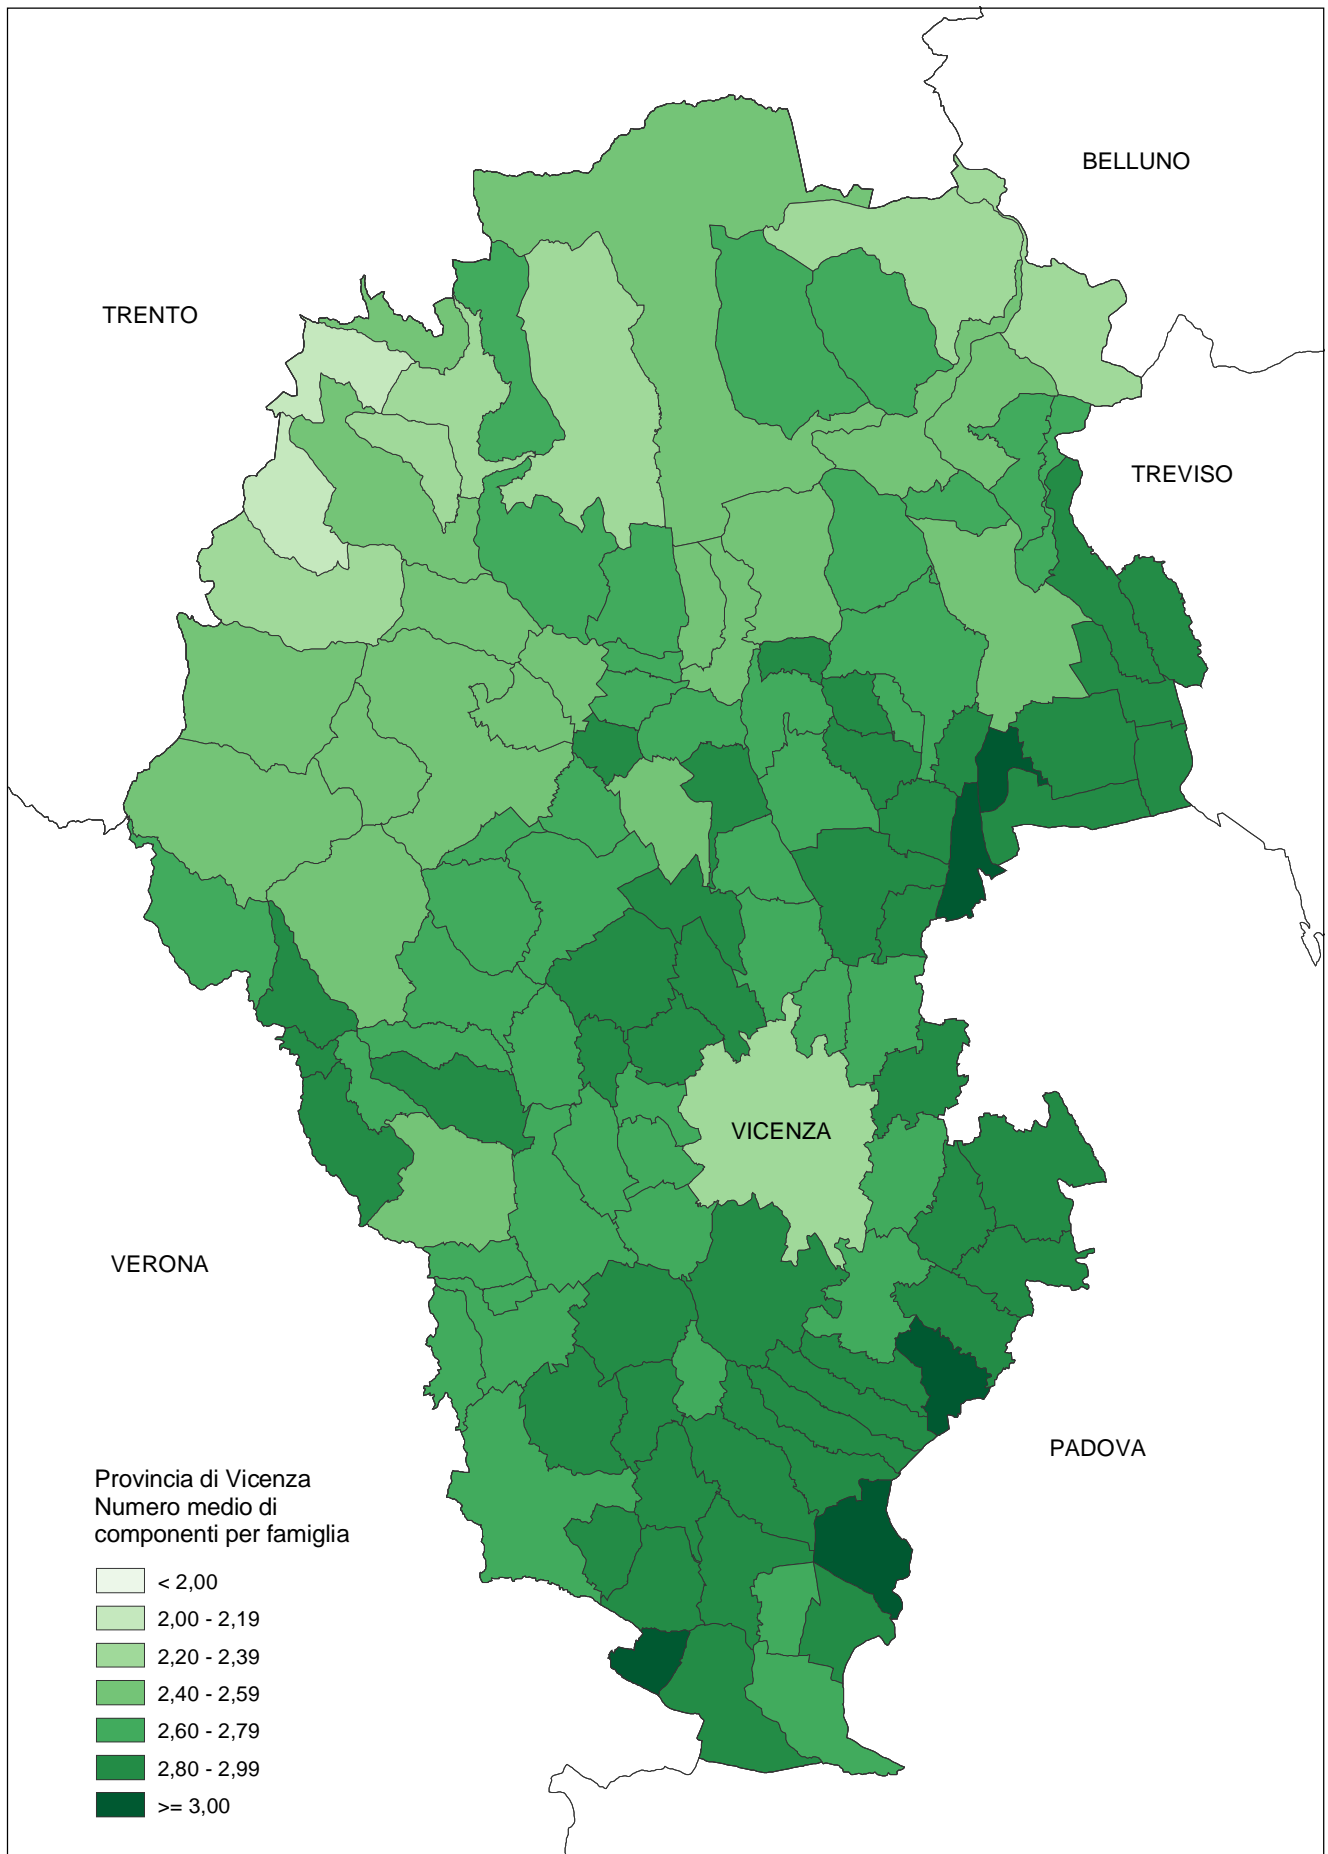 BELLUNO
TRENTO
TREVISO
VICENZA
VERONA
PADOVA
Provincia di Vicenza
Numero medio di
componenti per famiglia
< 2,00
2,00 - 2,19
2,20 - 2,39
2,40 - 2,59
2,60 - 2,79
2,80 - 2,99
>= 3,00